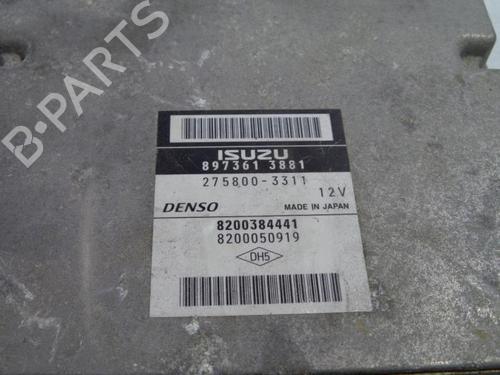 B-PARTS
ISUZU
897361 3881
275800-3311
12V
DENSO
MADE IN JAPAN
8200384441
8200050919
DH5